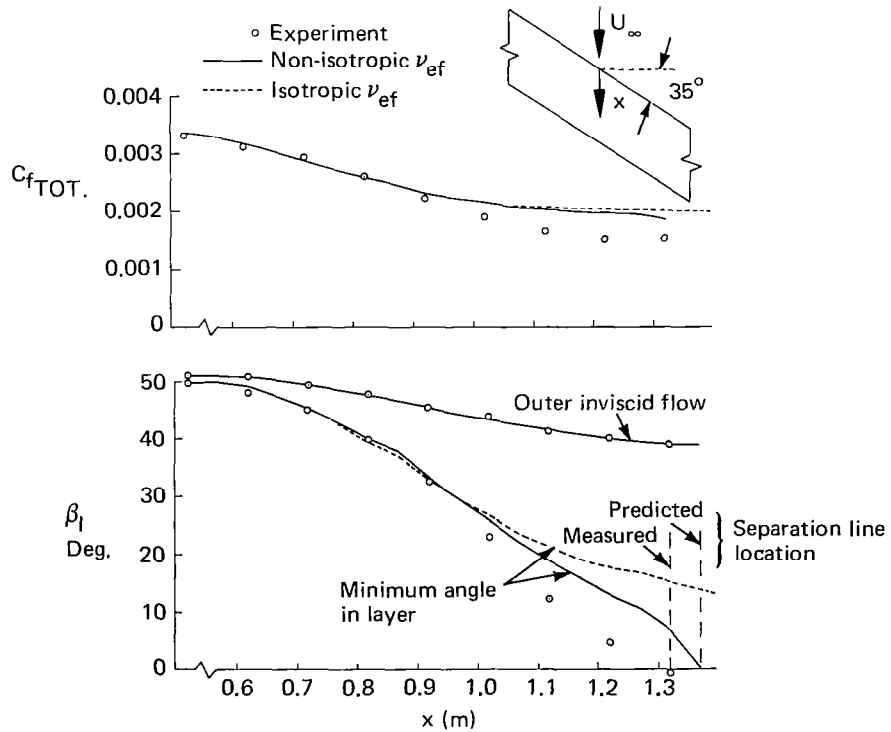 Experiment
Non-isotropic ν_ef
Isotropic ν_ef
U_∞
x
35°
C_fTOT.
0.004
0.003
0.002
0.001
0
50
40
30
20
10
0
β_I
Deg.
Outer inviscid flow
Predicted
Measured
Separation line
location
Minimum angle
in layer
0.6 0.7 0.8 0.9 1.0 1.1 1.2 1.3
x (m)